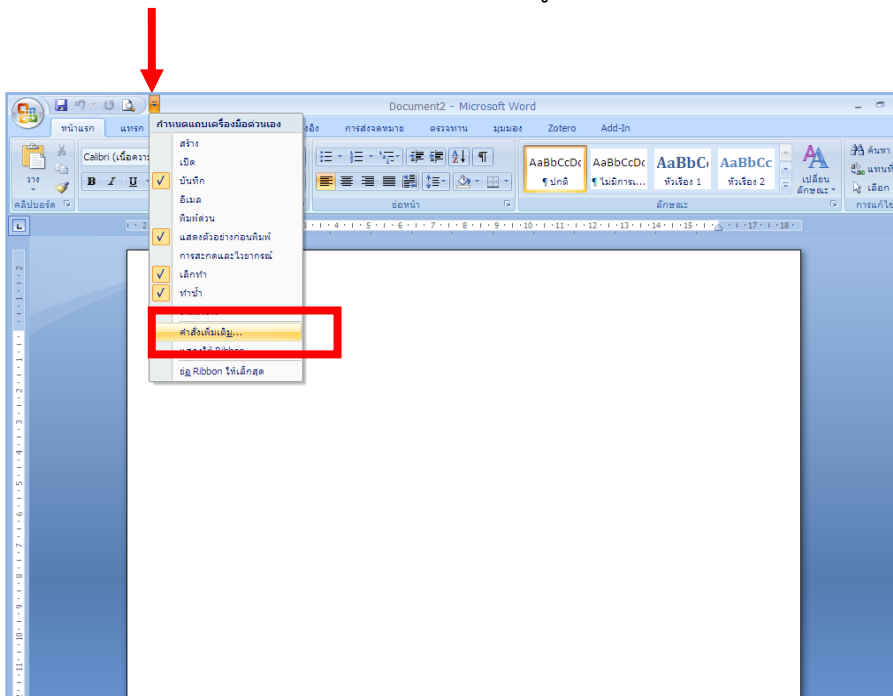 Document2 - Microsoft Word
หน้าแรก แทรก การส่งจดหมาย ตรวจทาน มุมมอง Zotero Add-In
กำหนดแถบเครื่องมือด่วนเอง
สร้าง
เปิด
บันทึก
อีเมล
พิมพ์ด่วน
แสดงตัวอย่างก่อนพิมพ์
การสะกดและไวยากรณ์
เลิกทำ
ทำซ้ำ
คำสั่งเพิ่มเติม...
ย่อ Ribbon ให้เล็กสุด
วาง
คลิปบอร์ด
Calibri
B I U
ย่อหน้า
AaBbCcDc AaBbCcDc AaBbC AaBbCc
¶ ปกติ ¶ ไม่มีการเ... หัวเรื่อง 1 หัวเรื่อง 2
เปลี่ยน
ลักษณะ
ลักษณะ
ค้นหา
แทนที่
เลือก
การแก้ไข